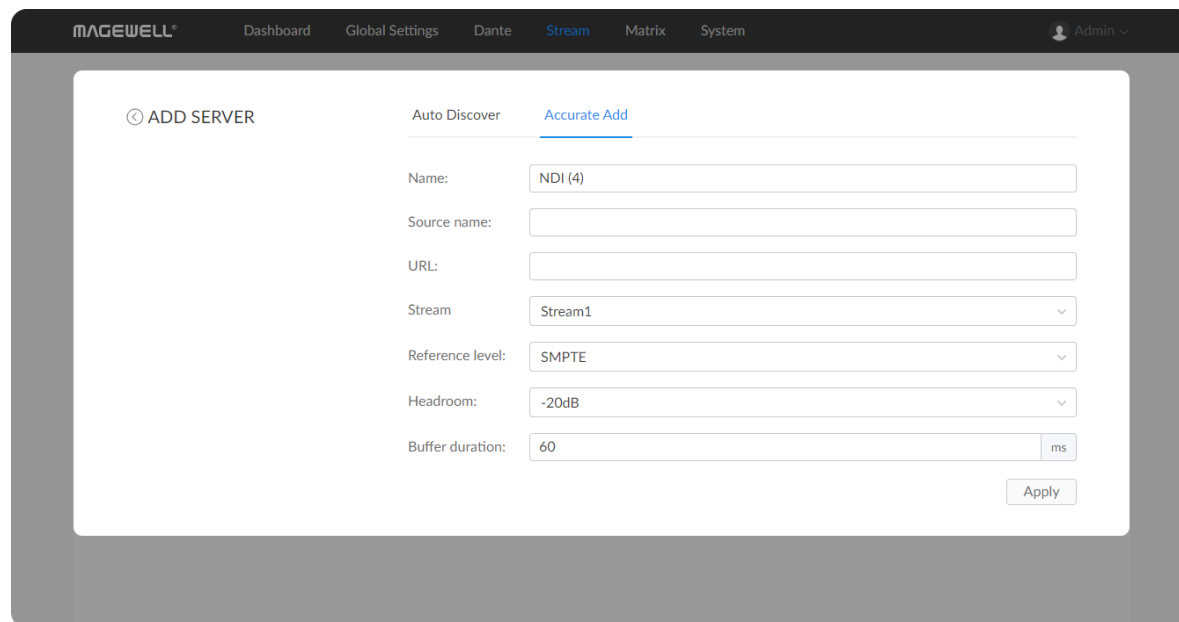 MAGEWELL® Dashboard Global Settings Dante Stream Matrix System Admin
ADD SERVER Auto Discover Accurate Add
Name: NDI (4)
Source name:
URL:
Stream Stream1
Reference level: SMPTE
Headroom: -20dB
Buffer duration: 60 ms
Apply